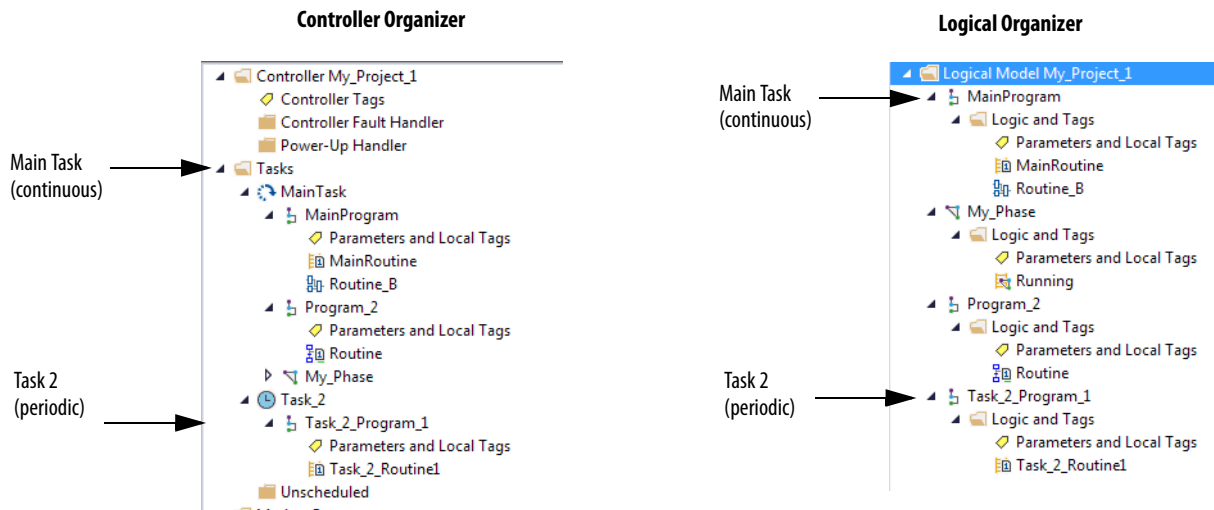 Controller Organizer
Controller My_Project_1
Controller Tags
Controller Fault Handler
Power-Up Handler
Main Task
(continuous)
Tasks
MainTask
MainProgram
Parameters and Local Tags
MainRoutine
Routine_B
Program_2
Parameters and Local Tags
Routine
My_Phase
Task 2
(periodic)
Task_2
Task_2_Program_1
Parameters and Local Tags
Task_2_Routine1
Unscheduled
Logical Organizer
Logical Model My_Project_1
Main Task
(continuous)
MainProgram
Logic and Tags
Parameters and Local Tags
MainRoutine
Routine_B
My_Phase
Logic and Tags
Parameters and Local Tags
Running
Program_2
Logic and Tags
Parameters and Local Tags
Routine
Task 2
(periodic)
Task_2_Program_1
Logic and Tags
Parameters and Local Tags
Task_2_Routine1